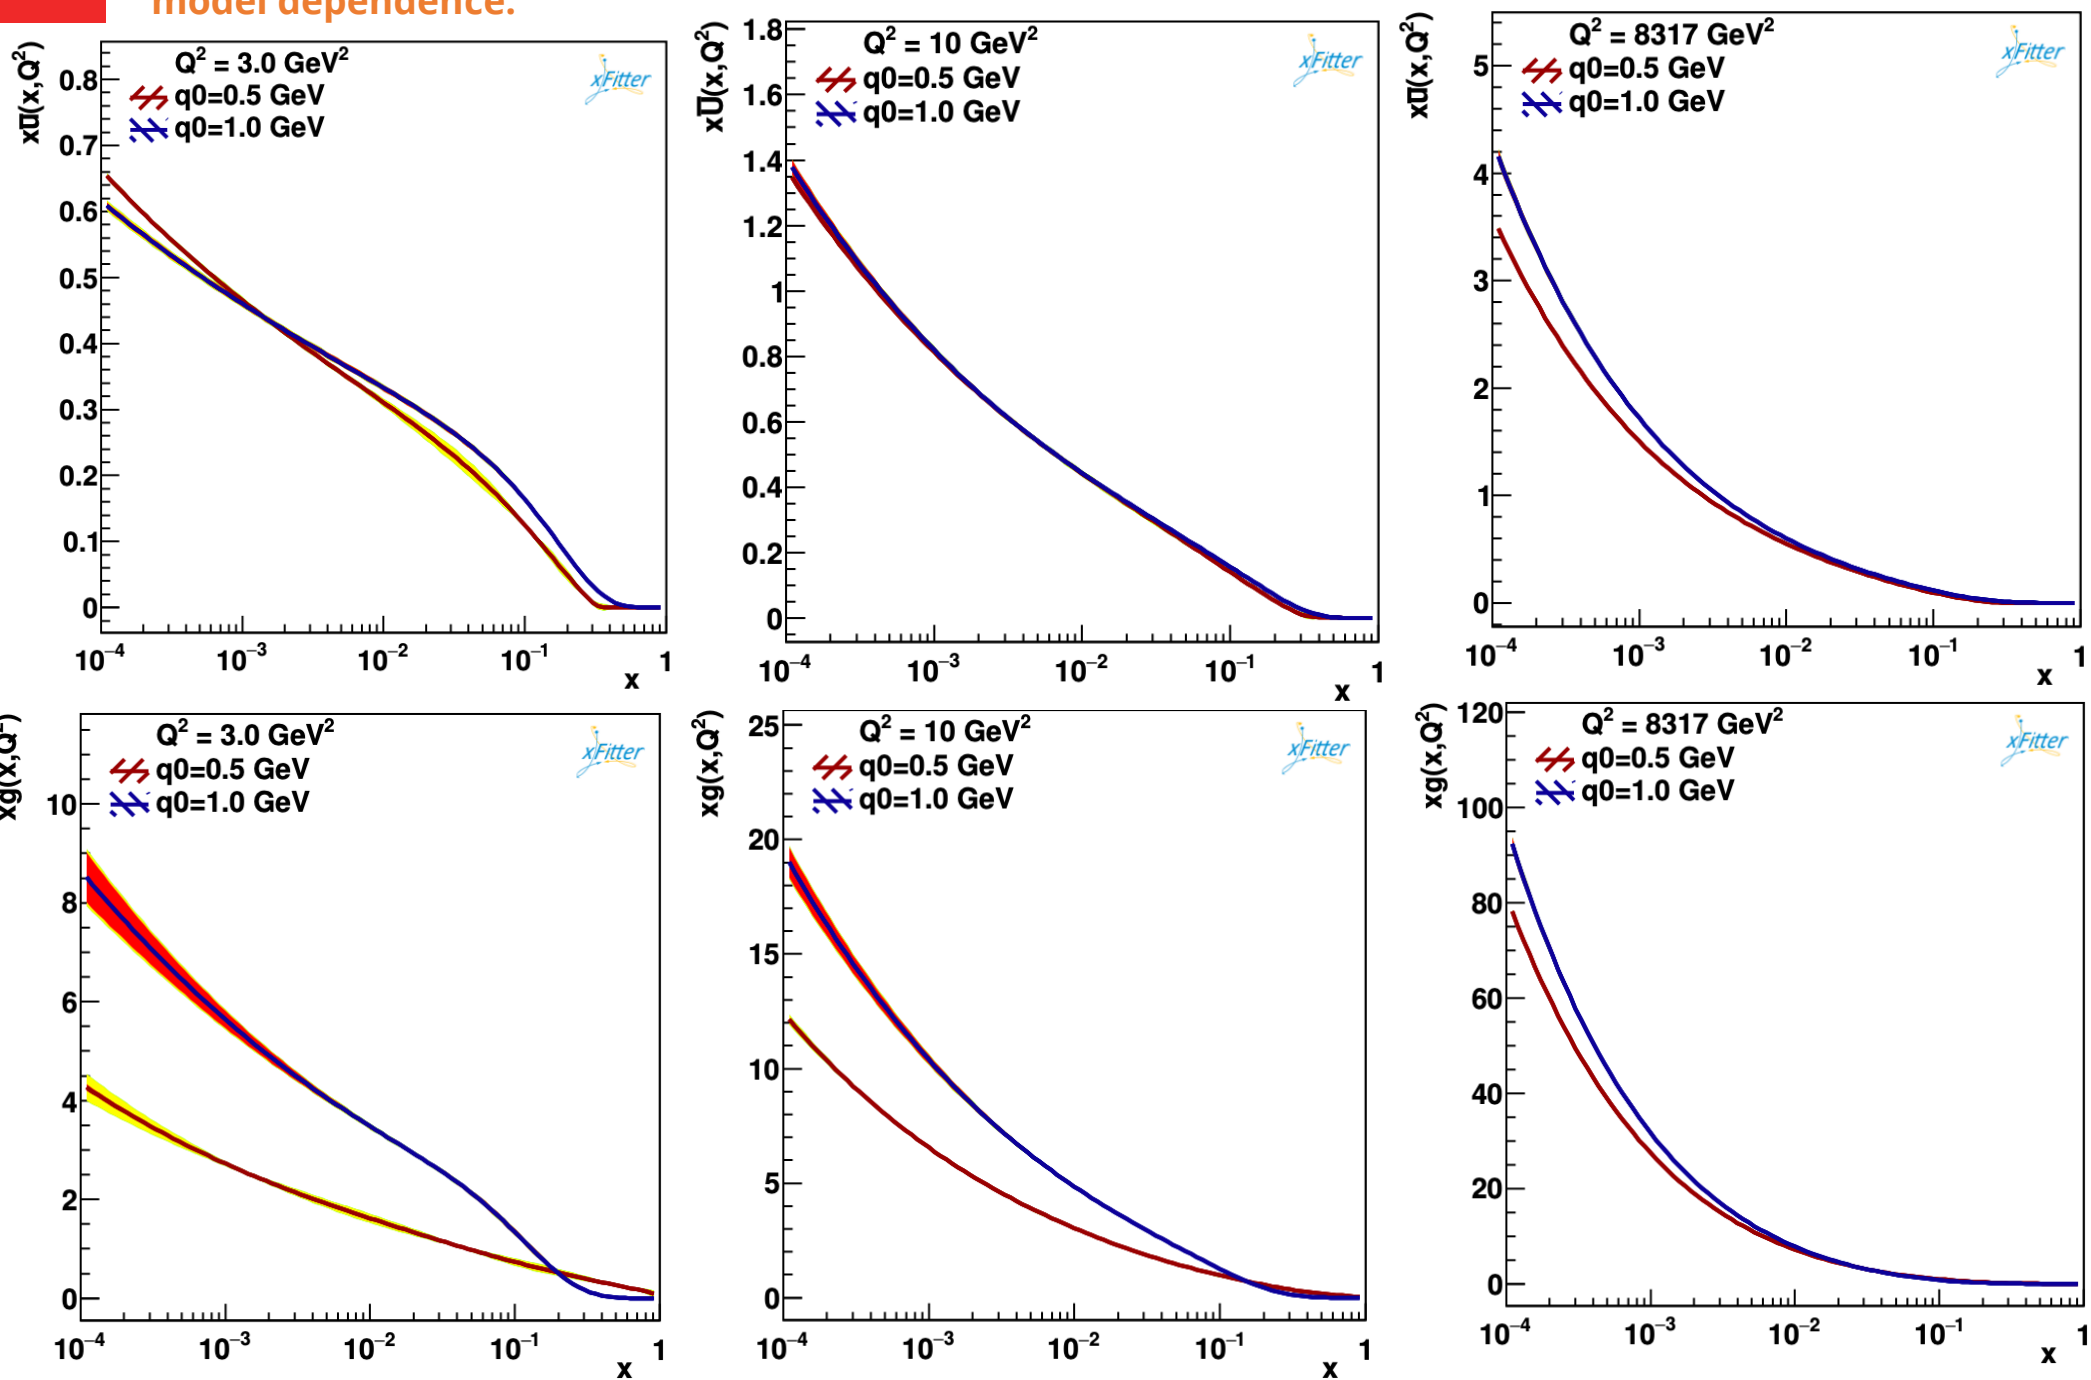 model dependence.
xU̅(x,Q²)
Q² = 3.0 GeV²
q0=0.5 GeV
q0=1.0 GeV
xFitter
0.8
0.7
0.6
0.5
0.4
0.3
0.2
0.1
0
10⁻⁴ 10⁻³ 10⁻² 10⁻¹ 1
x
xU̅(x,Q²)
Q² = 10 GeV²
q0=0.5 GeV
q0=1.0 GeV
xFitter
1.8
1.6
1.4
1.2
1
0.8
0.6
0.4
0.2
0
10⁻⁴ 10⁻³ 10⁻² 10⁻¹ 1
x
xU̅(x,Q²)
Q² = 8317 GeV²
q0=0.5 GeV
q0=1.0 GeV
xFitter
5
4
3
2
1
0
10⁻⁴ 10⁻³ 10⁻² 10⁻¹ 1
x
xg(x,Q²)
Q² = 3.0 GeV²
q0=0.5 GeV
q0=1.0 GeV
xFitter
10
8
6
4
2
0
10⁻⁴ 10⁻³ 10⁻² 10⁻¹ 1
x
xg(x,Q²)
Q² = 10 GeV²
q0=0.5 GeV
q0=1.0 GeV
xFitter
25
20
15
10
5
0
10⁻⁴ 10⁻³ 10⁻² 10⁻¹ 1
x
xg(x,Q²)
Q² = 8317 GeV²
q0=0.5 GeV
q0=1.0 GeV
xFitter
120
100
80
60
40
20
0
10⁻⁴ 10⁻³ 10⁻² 10⁻¹ 1
x